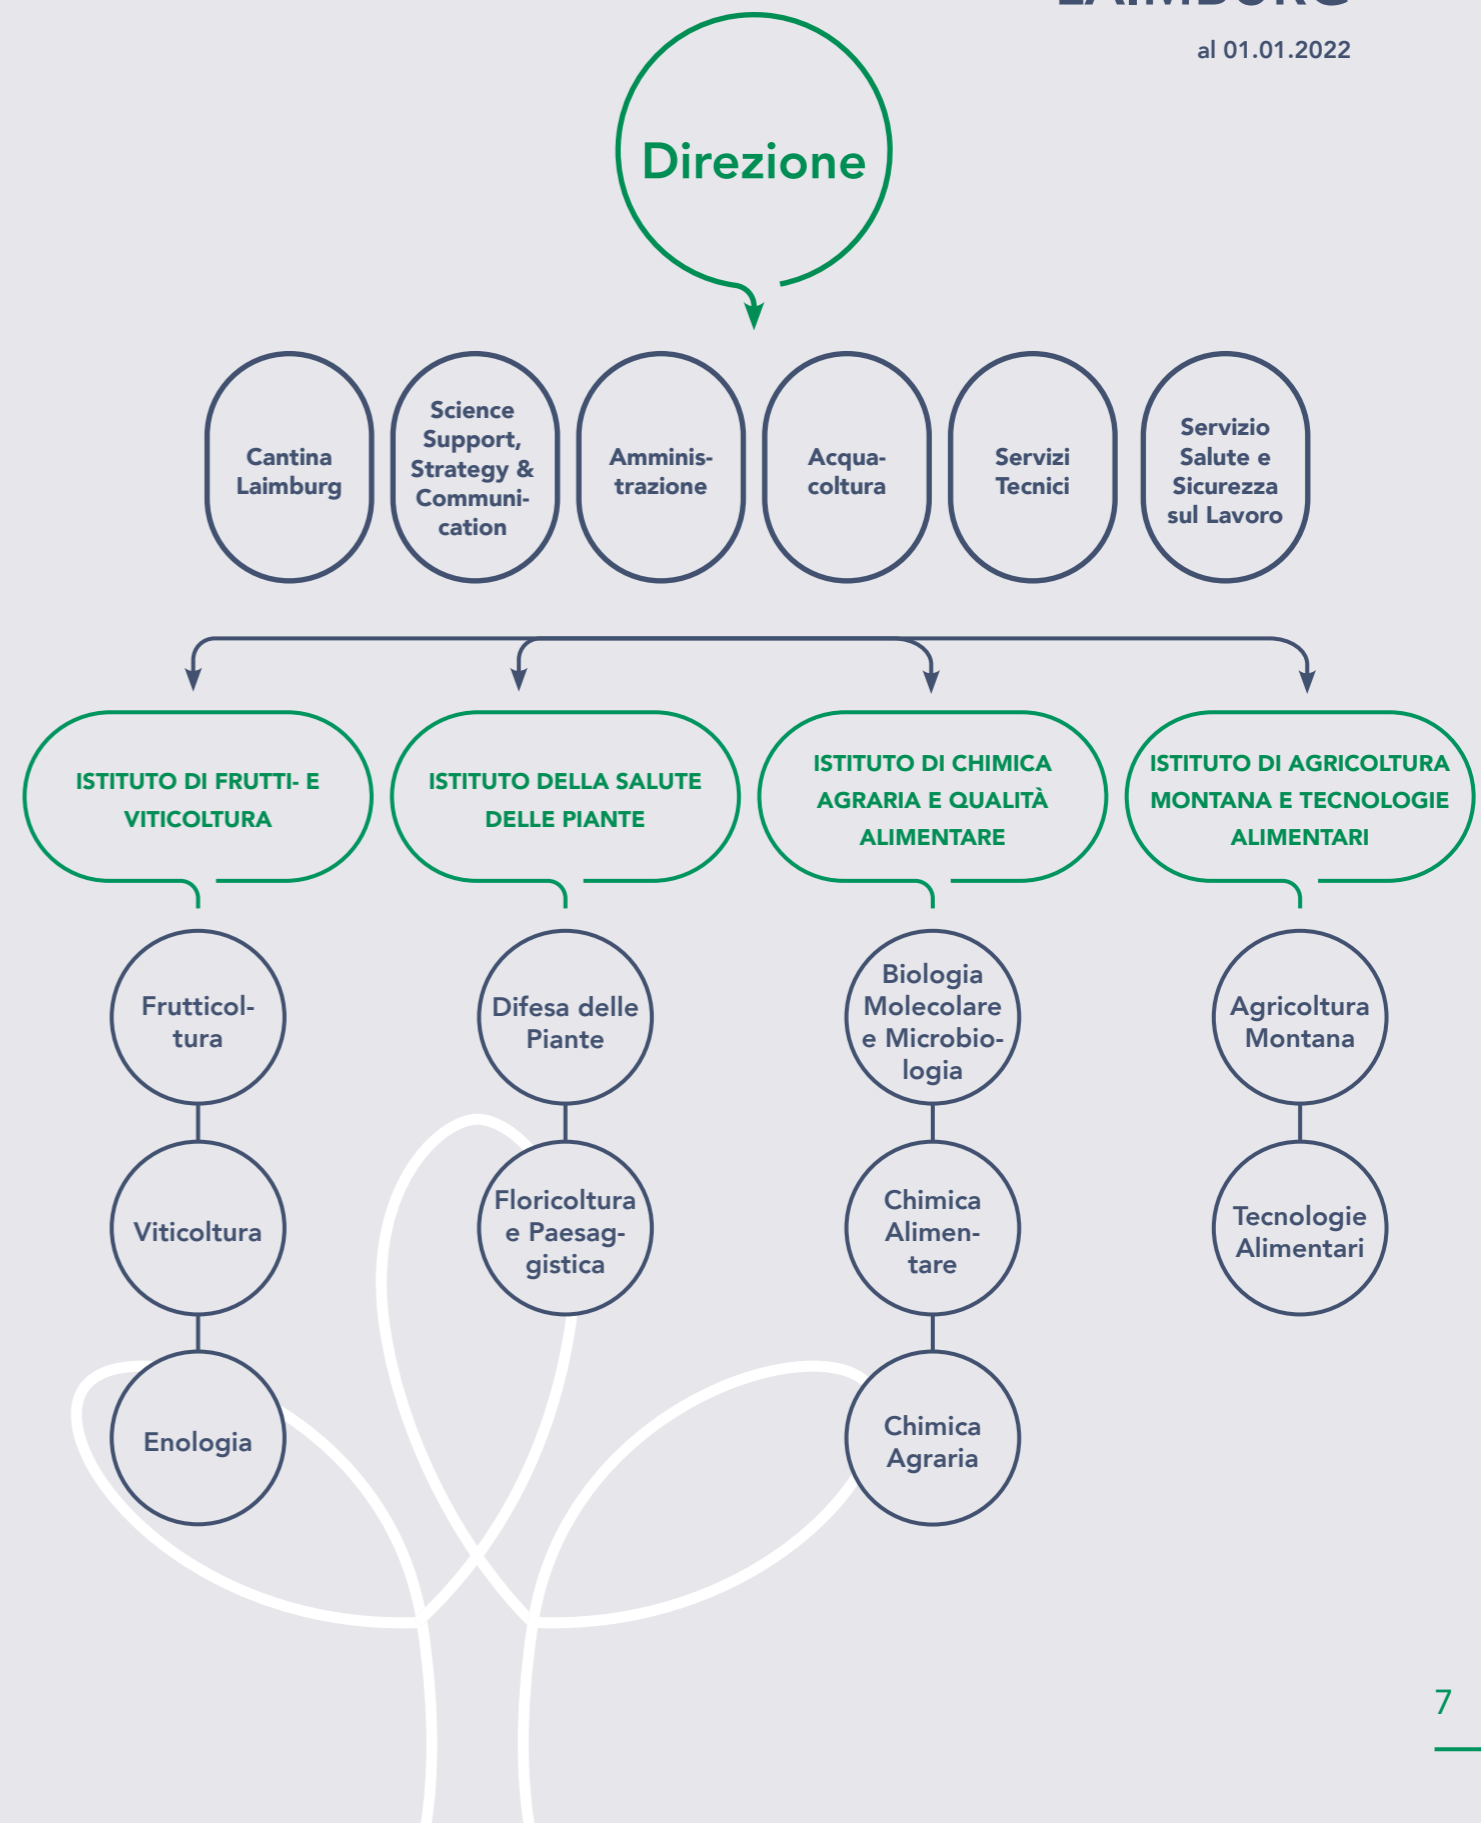 LAIMBURG
al 01.01.2022
Direzione
Cantina
Laimburg
Science
Support,
Strategy &
Communi-
cation
Amminis-
trazione
Acqua-
coltura
Servizi
Tecnici
Servizio
Salute e
Sicurezza
sul Lavoro
ISTITUTO DI FRUTTI- E
VITICOLTURA
ISTITUTO DELLA SALUTE
DELLE PIANTE
ISTITUTO DI CHIMICA
AGRARIA E QUALITÀ
ALIMENTARE
ISTITUTO DI AGRICOLTURA
MONTANA E TECNOLOGIE
ALIMENTARI
Frutticol-
tura
Viticoltura
Enologia
Difesa delle
Piante
Floricoltura
e Paesag-
gistica
Biologia
Molecolare
e Microbio-
logia
Chimica
Alimen-
tare
Chimica
Agraria
Agricoltura
Montana
Tecnologie
Alimentari
7